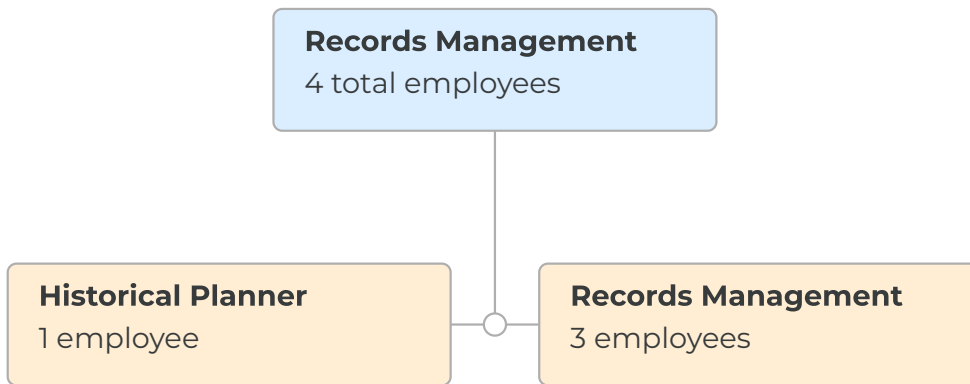 Records Management
4 total employees
Historical Planner
1 employee
Records Management
3 employees